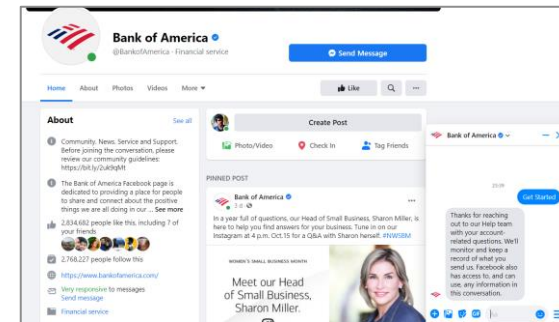 Bank of America
@BankofAmerica · Financial service
Send Message
Home About Photos Videos More
Like
About
See all
Community. News. Service and Support.
Before joining the conversation, please
review our community guidelines:
The Bank of America Facebook page is
dedicated to providing a place for people
to share and connect about the positive
things we are all doing in our ... See more
2,834,682 people like this, including 7 of
your friends
2,768,227 people follow this
https://www.bankofamerica.com/
Very responsive to messages
Send message
Financial service
Create Post
Photo/Video Check In Tag Friends
PINNED POST
Bank of America
2 d
In a year full of questions, our Head of Small Business, Sharon Miller, is
here to help you find answers for your business. Tune in on our
Instagram at 4 p.m. Oct.15 for a Q&A with Sharon herself. #NWSBM
WOMEN'S SMALL BUSINESS MONTH
Meet our Head
of Small Business,
Sharon Miller.
Bank of America
Get Started
Thanks for reaching
out to our Help team
with your account-
related questions. We'll
monitor and keep a
record of what you
send us. Facebook also
has access to, and can
use, any information in
this conversation.